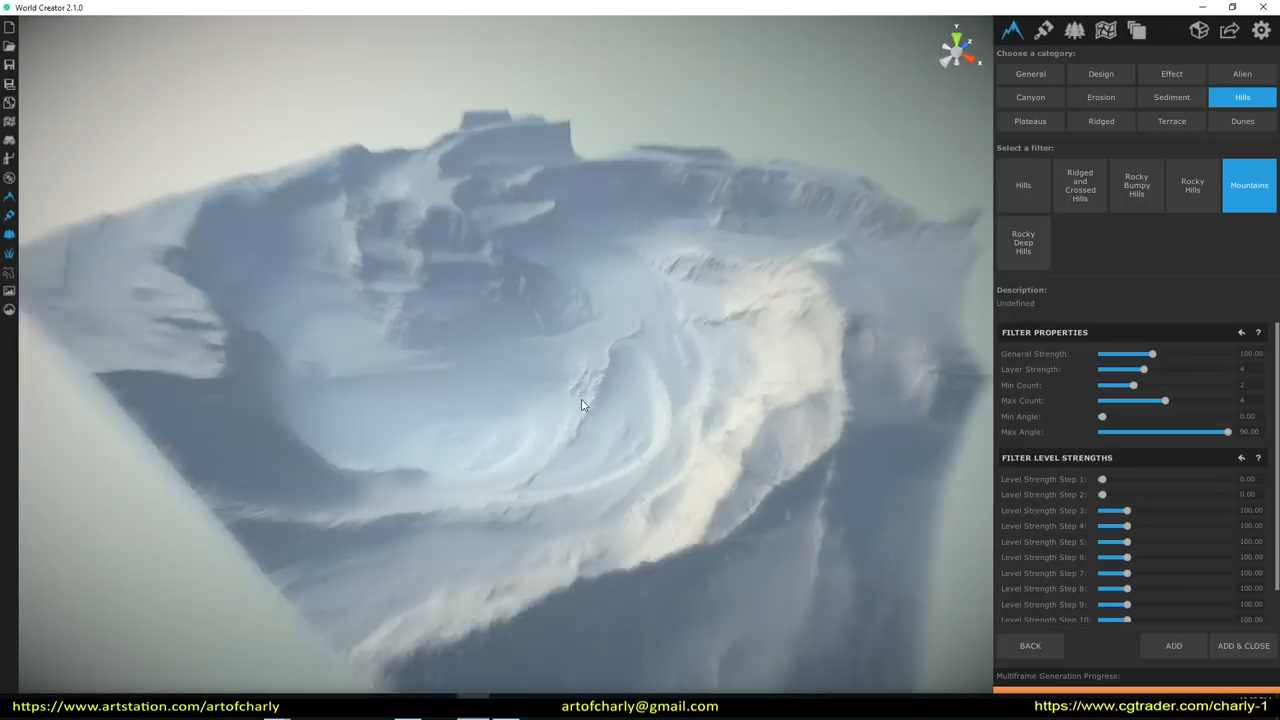 World Creator 2.1.0
Y
Z
X
Choose a category:
General Design Effect Alien
Canyon Erosion Sediment Hills
Plateaus Ridged Terrace Dunes
Select a filter:
Hills
Ridged and Crossed Hills
Rocky Bumpy Hills
Rocky Hills
Mountains
Rocky Deep Hills
Description:
Undefined
FILTER PROPERTIES ?
General Strength: 100.00
Layer Strength: 4
Min Count: 2
Max Count: 4
Min Angle: 0.00
Max Angle: 90.00
FILTER LEVEL STRENGTHS ?
Level Strength Step 1: 0.00
Level Strength Step 2: 0.00
Level Strength Step 3: 100.00
Level Strength Step 4: 100.00
Level Strength Step 5: 100.00
Level Strength Step 6: 100.00
Level Strength Step 7: 100.00
Level Strength Step 8: 100.00
Level Strength Step 9: 100.00
Level Strength Step 10: 100.00
BACK ADD ADD & CLOSE
Multiframe Generation Progress:
https://www.artstation.com/artofcharly artofcharly@gmail.com https://www.cgtrader.com/charly-1